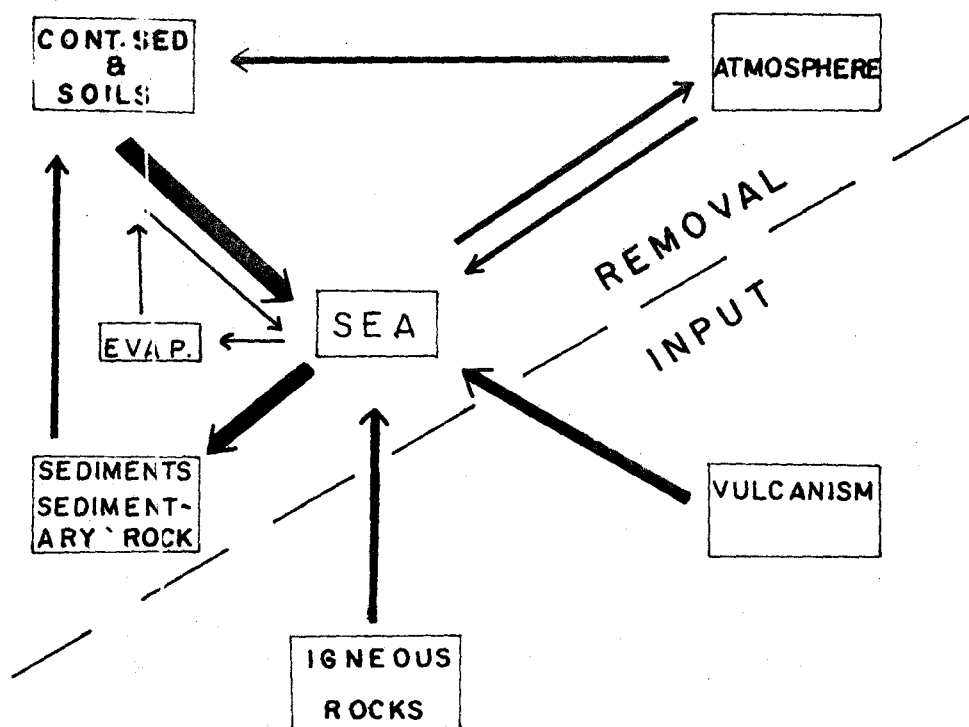 CONT. SED
&
SOILS
ATMOSPHERE
REMOVAL
INPUT
SEA
EVAP.
SEDIMENTS
SEDIMENT-
ARY ROCK
VULCANISM
IGNEOUS
ROCKS